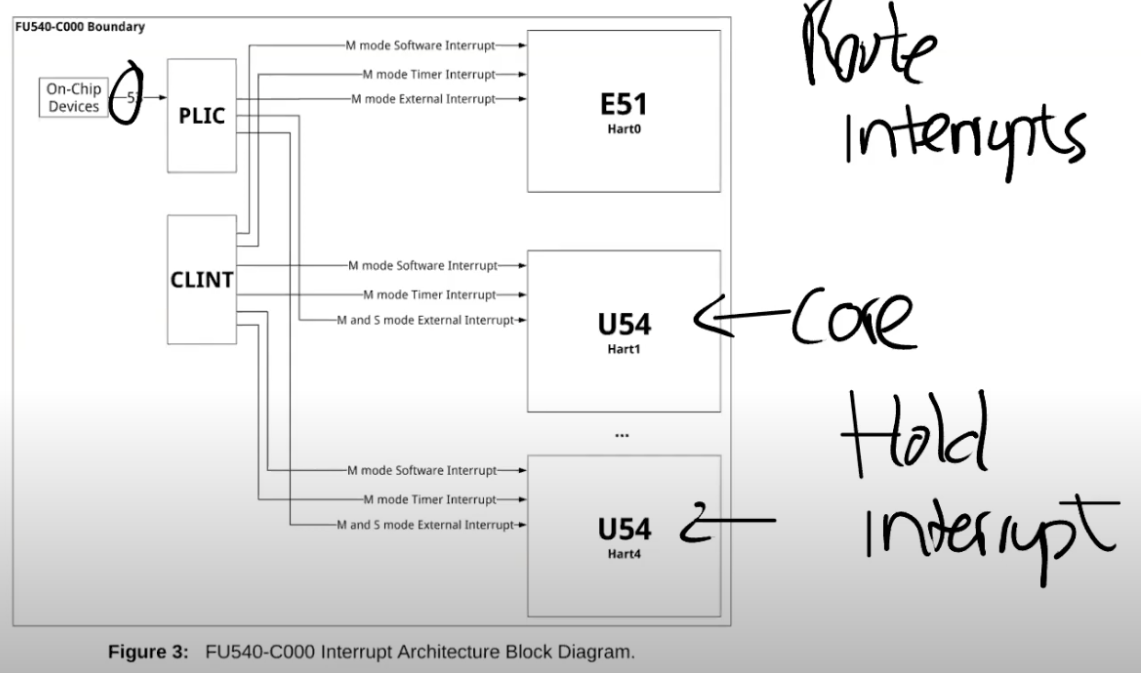 FU540-C000 Boundary
On-Chip
Devices
PLIC
CLINT
M mode Software Interrupt
M mode Timer Interrupt
M mode External Interrupt
E51
Hart0
M mode Software Interrupt
M mode Timer Interrupt
M and S mode External Interrupt
U54
Hart1
...
M mode Software Interrupt
M mode Timer Interrupt
M and S mode External Interrupt
U54
Hart4
Route
Interrupts
Core
Hold
Interrupt
Figure 3: FU540-C000 Interrupt Architecture Block Diagram.